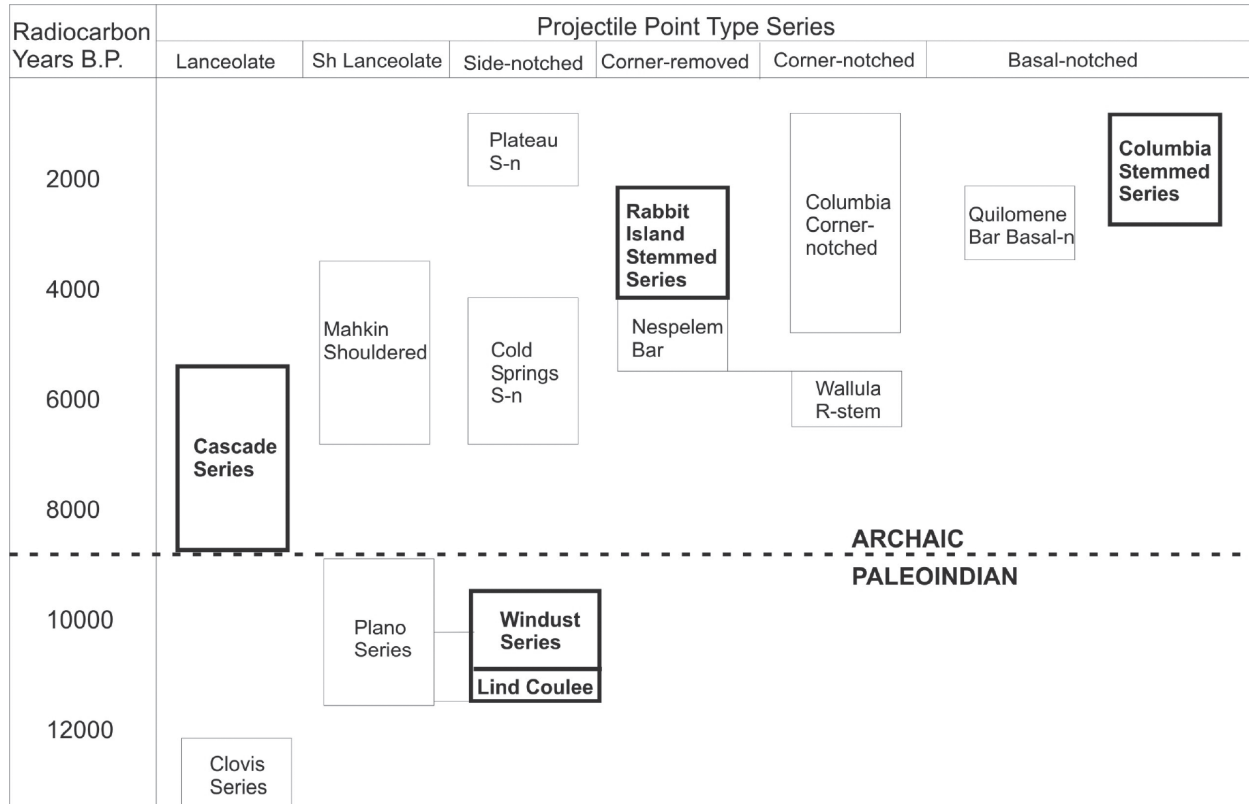 Radiocarbon
Years B.P.
Projectile Point Type Series
Lanceolate
Sh Lanceolate
Side-notched
Corner-removed
Corner-notched
Basal-notched
2000
4000
6000
8000
10000
12000
Plateau
S-n
Columbia
Stemmed
Series
Rabbit
Island
Stemmed
Series
Columbia
Corner-
notched
Quilomene
Bar Basal-n
Mahkin
Shouldered
Cold
Springs
S-n
Nespelem
Bar
Wallula
R-stem
Cascade
Series
ARCHAIC
PALEOINDIAN
Plano
Series
Windust
Series
Lind Coulee
Clovis
Series